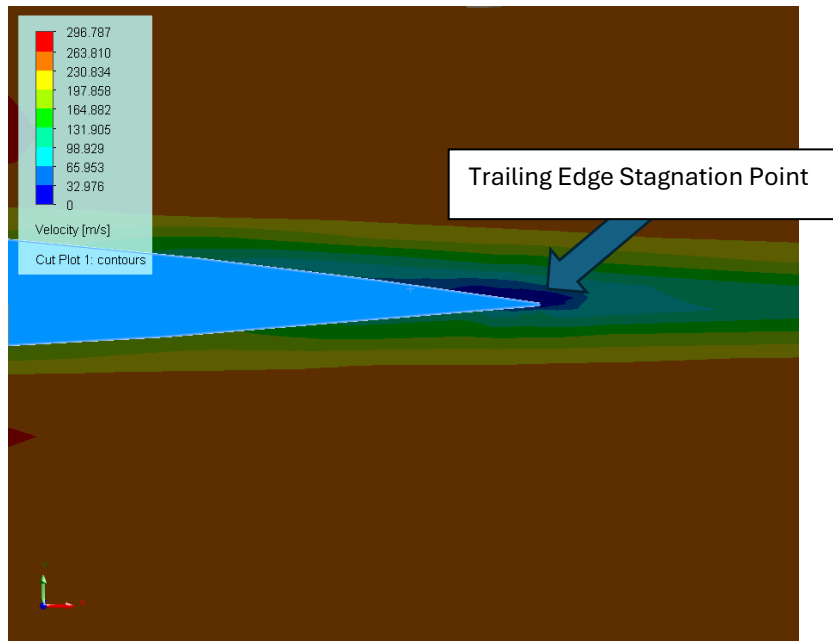 296.787
263.810
230.834
197.858
164.882
131.905
98.929
65.953
32.976
0
Velocity [m/s]
Cut Plot 1: contours
Trailing Edge Stagnation Point
Y
X